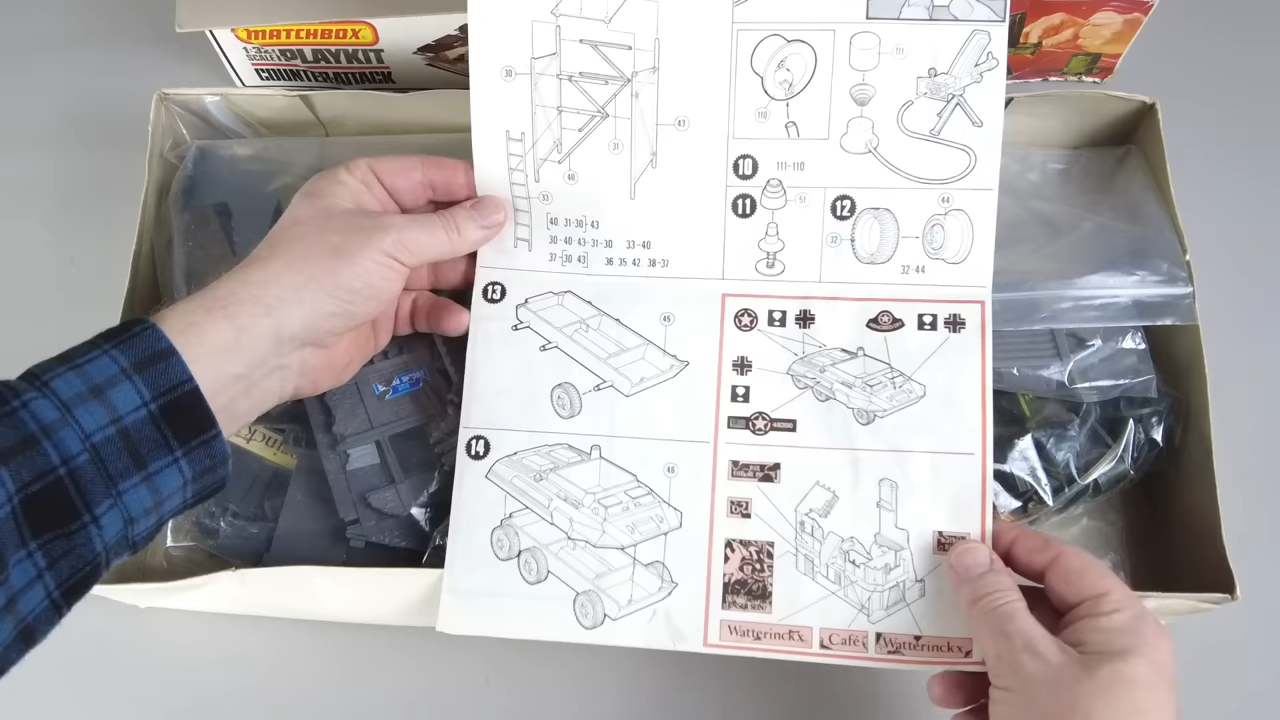 MATCHBOX
1:32 SCALE PLAYKIT
COUNTER-ATTACK
30
43
31
40
33
[40 31-30]-43
30-40-43-31-30 33-40
37-[30 43] 36 35 42 38-37
111
110
10 111-110
11
51
12
44
32
32-44
13
45
14
46
Watterinckx
Café
Watterinckx